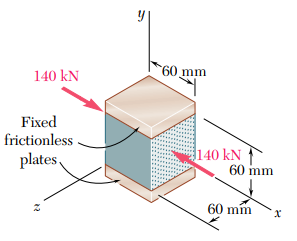 y
60 mm
140 kN
Fixed
frictionless
plates
140 kN
60 mm
z
60 mm
x